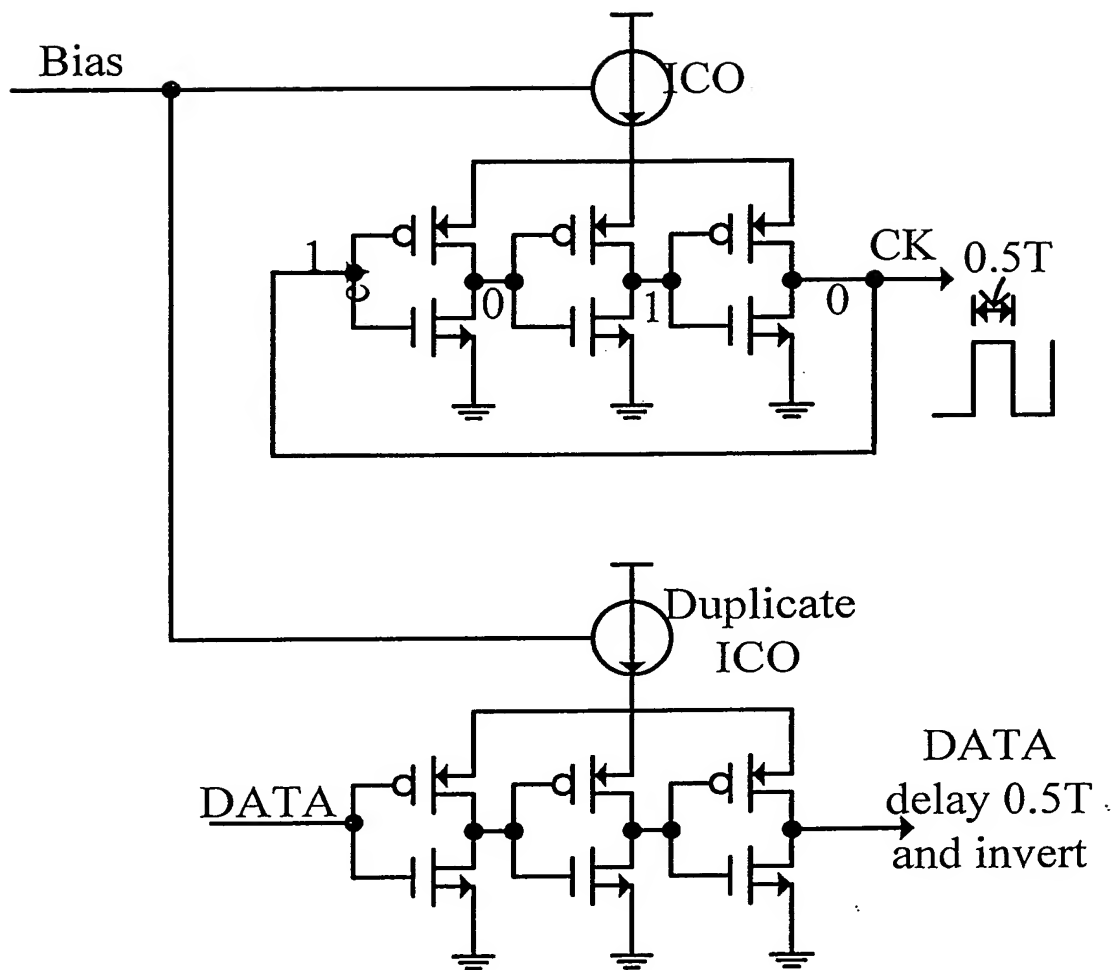 Bias
ICO
1
0
1
0
CK
0.5T
Duplicate
ICO
DATA
DATA
delay 0.5T
and invert